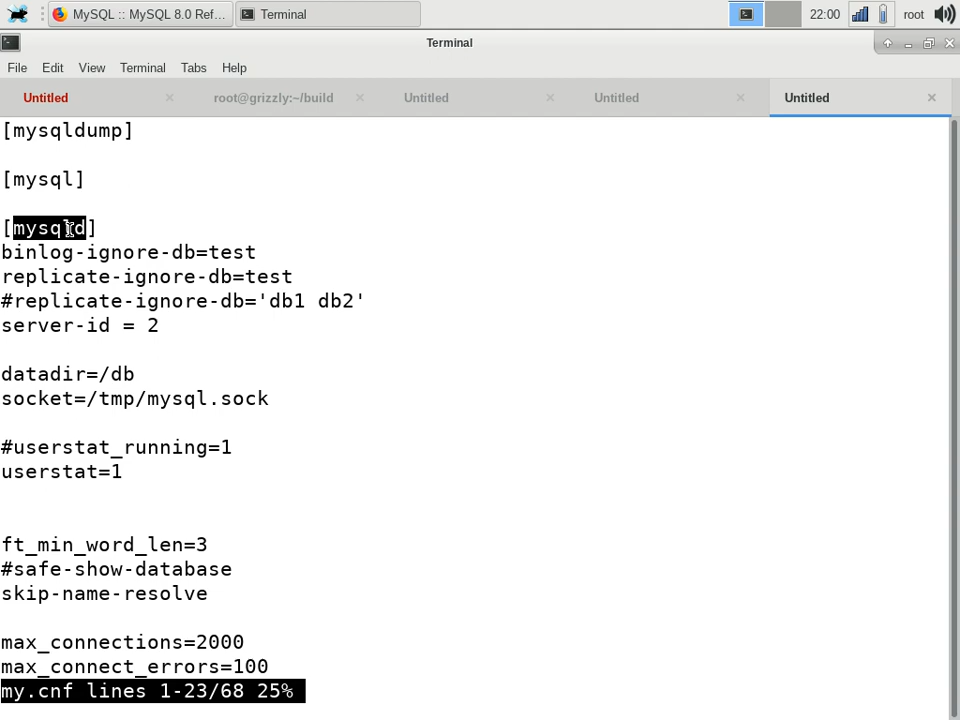 MySQL :: MySQL 8.0 Ref...
Terminal
22:00
root
Terminal
File Edit View Terminal Tabs Help
Untitled
root@grizzly:~/build
Untitled
Untitled
Untitled
[mysqldump]
[mysql]
[mysqld]
binlog-ignore-db=test
replicate-ignore-db=test
#replicate-ignore-db='db1 db2'
server-id = 2
datadir=/db
socket=/tmp/mysql.sock
#userstat_running=1
userstat=1
ft_min_word_len=3
#safe-show-database
skip-name-resolve
max_connections=2000
max_connect_errors=100
my.cnf lines 1-23/68 25%